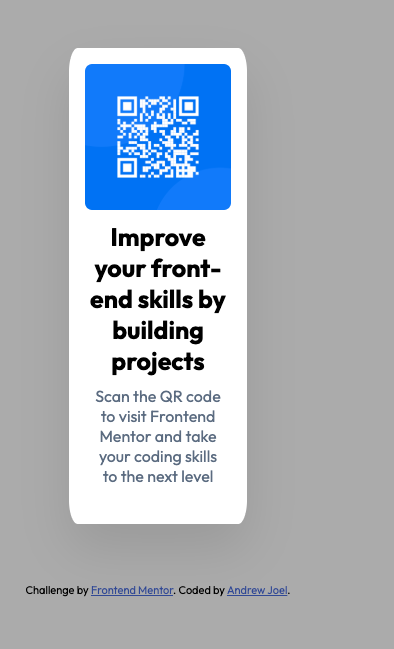 Improve
your front-
end skills by
building
projects
Scan the QR code
to visit Frontend
Mentor and take
your coding skills
to the next level
Challenge by Frontend Mentor. Coded by Andrew Joel.